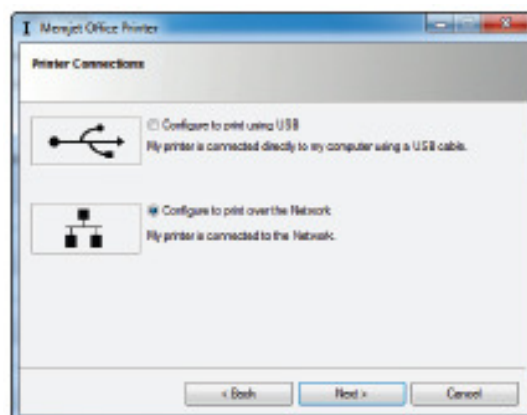 Memjet Office Printer
Printer Connections
Configure to print using USB
My printer is connected directly to my computer using a USB cable.
Configure to print over the Network
My printer is connected to the Network.
< Back
Next >
Cancel